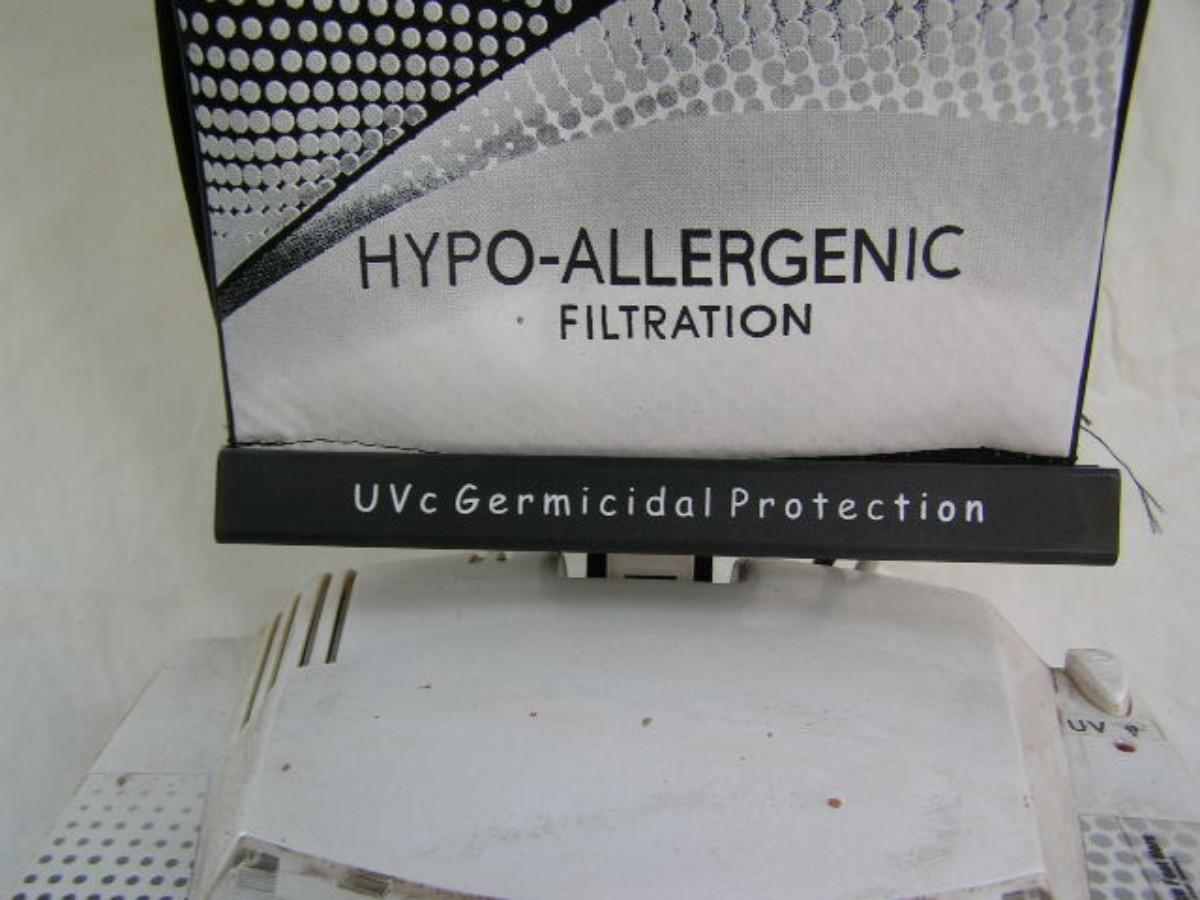 HYPO-ALLERGENIC
FILTRATION
UVc Germicidal Protection
UV